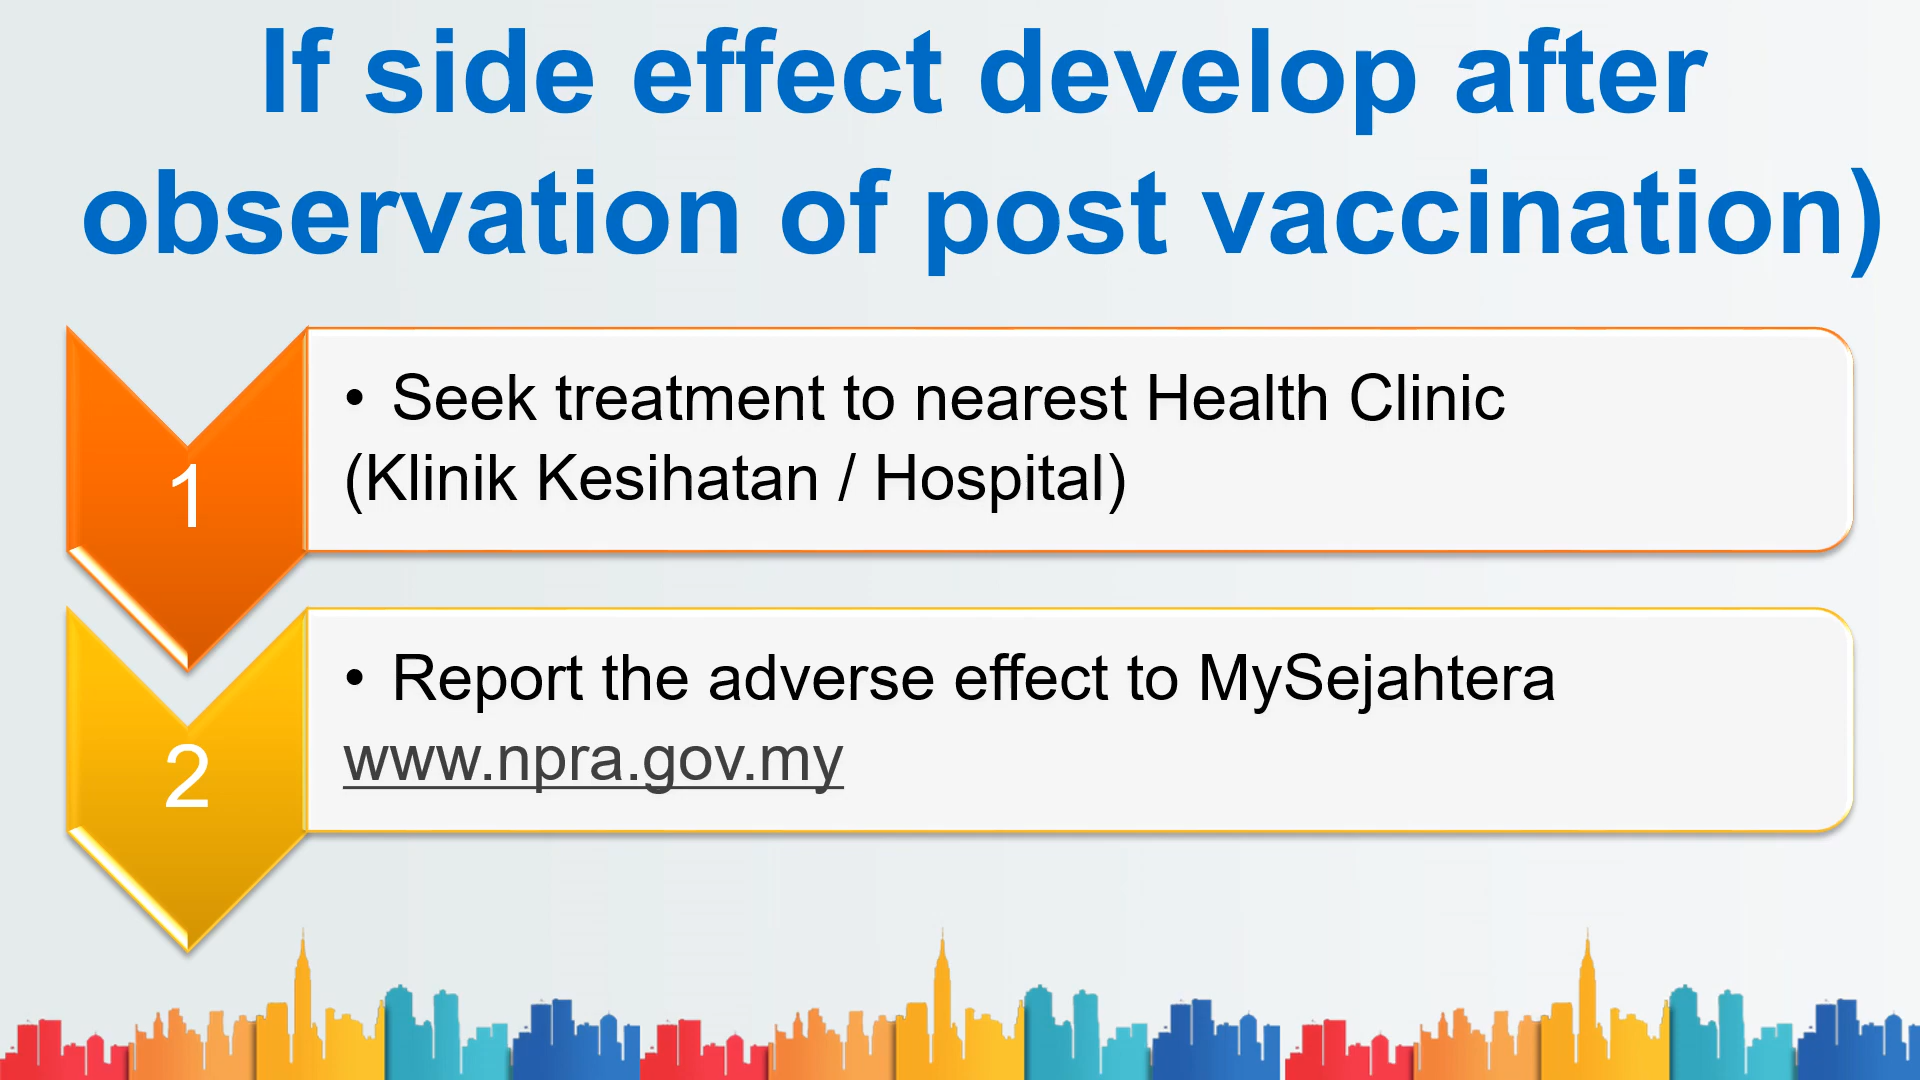 If side effect develop after
observation of post vaccination)
1
• Seek treatment to nearest Health Clinic
(Klinik Kesihatan / Hospital)
2
• Report the adverse effect to MySejahtera
www.npra.gov.my